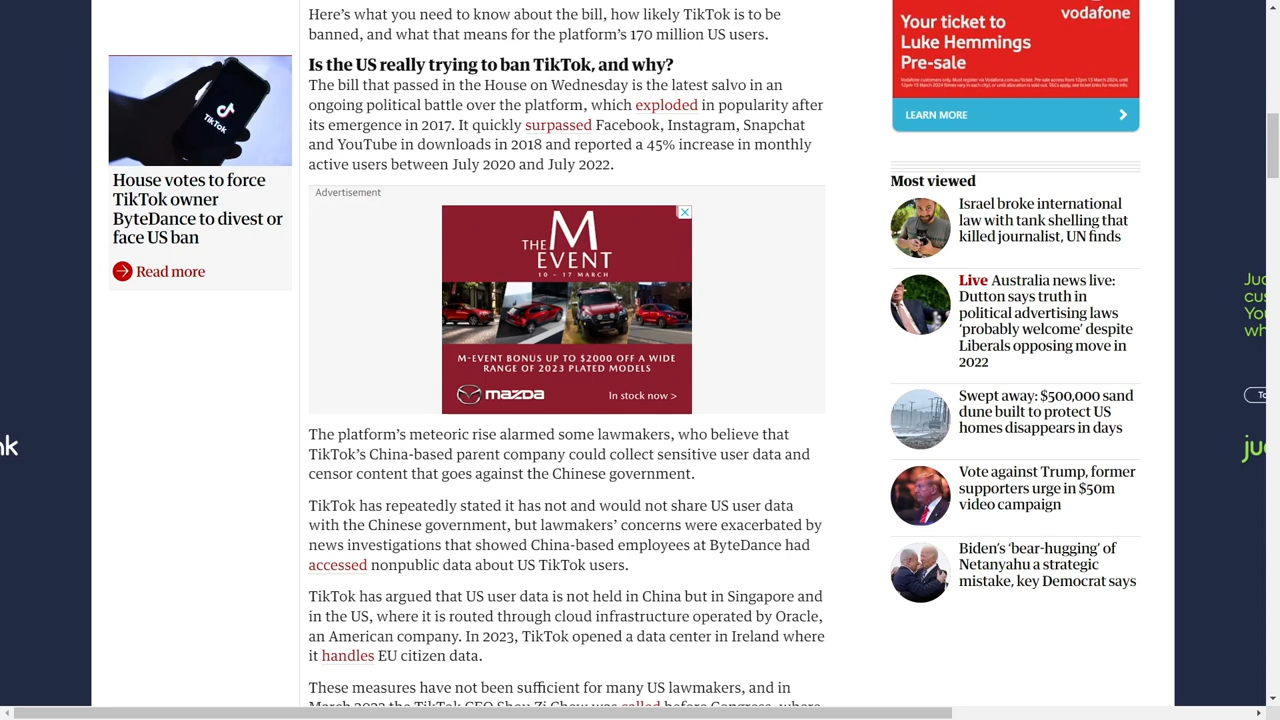 Here’s what you need to know about the bill, how likely TikTok is to be
banned, and what that means for the platform’s 170 million US users.
Is the US really trying to ban TikTok, and why?
The bill that passed in the House on Wednesday is the latest salvo in an
ongoing political battle over the platform, which exploded in popularity after
its emergence in 2017. It quickly surpassed Facebook, Instagram, Snapchat
and YouTube in downloads in 2018 and reported a 45% increase in monthly
active users between July 2020 and July 2022.
Advertisement
THE M
EVENT
10 – 17 MARCH
M-EVENT BONUS UP TO $2000 OFF A WIDE
RANGE OF 2023 PLATED MODELS
mazda
In stock now >
The platform’s meteoric rise alarmed some lawmakers, who believe that
TikTok’s China-based parent company could collect sensitive user data and
censor content that goes against the Chinese government.
TikTok has repeatedly stated it has not and would not share US user data
with the Chinese government, but lawmakers’ concerns were exacerbated by
news investigations that showed China-based employees at ByteDance had
accessed nonpublic data about US TikTok users.
TikTok has argued that US user data is not held in China but in Singapore and
in the US, where it is routed through cloud infrastructure operated by Oracle,
an American company. In 2023, TikTok opened a data center in Ireland where
it handles EU citizen data.
These measures have not been sufficient for many US lawmakers, and in
March 2023 the TikTok CEO Shou Zi Chew was called before Congress, where
TikTok
House votes to force
TikTok owner
ByteDance to divest or
face US ban
Read more
vodafone
Your ticket to
Luke Hemmings
Pre-sale
LEARN MORE
Most viewed
Israel broke international
law with tank shelling that
killed journalist, UN finds
Live Australia news live:
Dutton says truth in
political advertising laws
‘probably welcome’ despite
Liberals opposing move in
2022
Swept away: $500,000 sand
dune built to protect US
homes disappears in days
Vote against Trump, former
supporters urge in $50m
video campaign
Biden’s ‘bear-hugging’ of
Netanyahu a strategic
mistake, key Democrat says